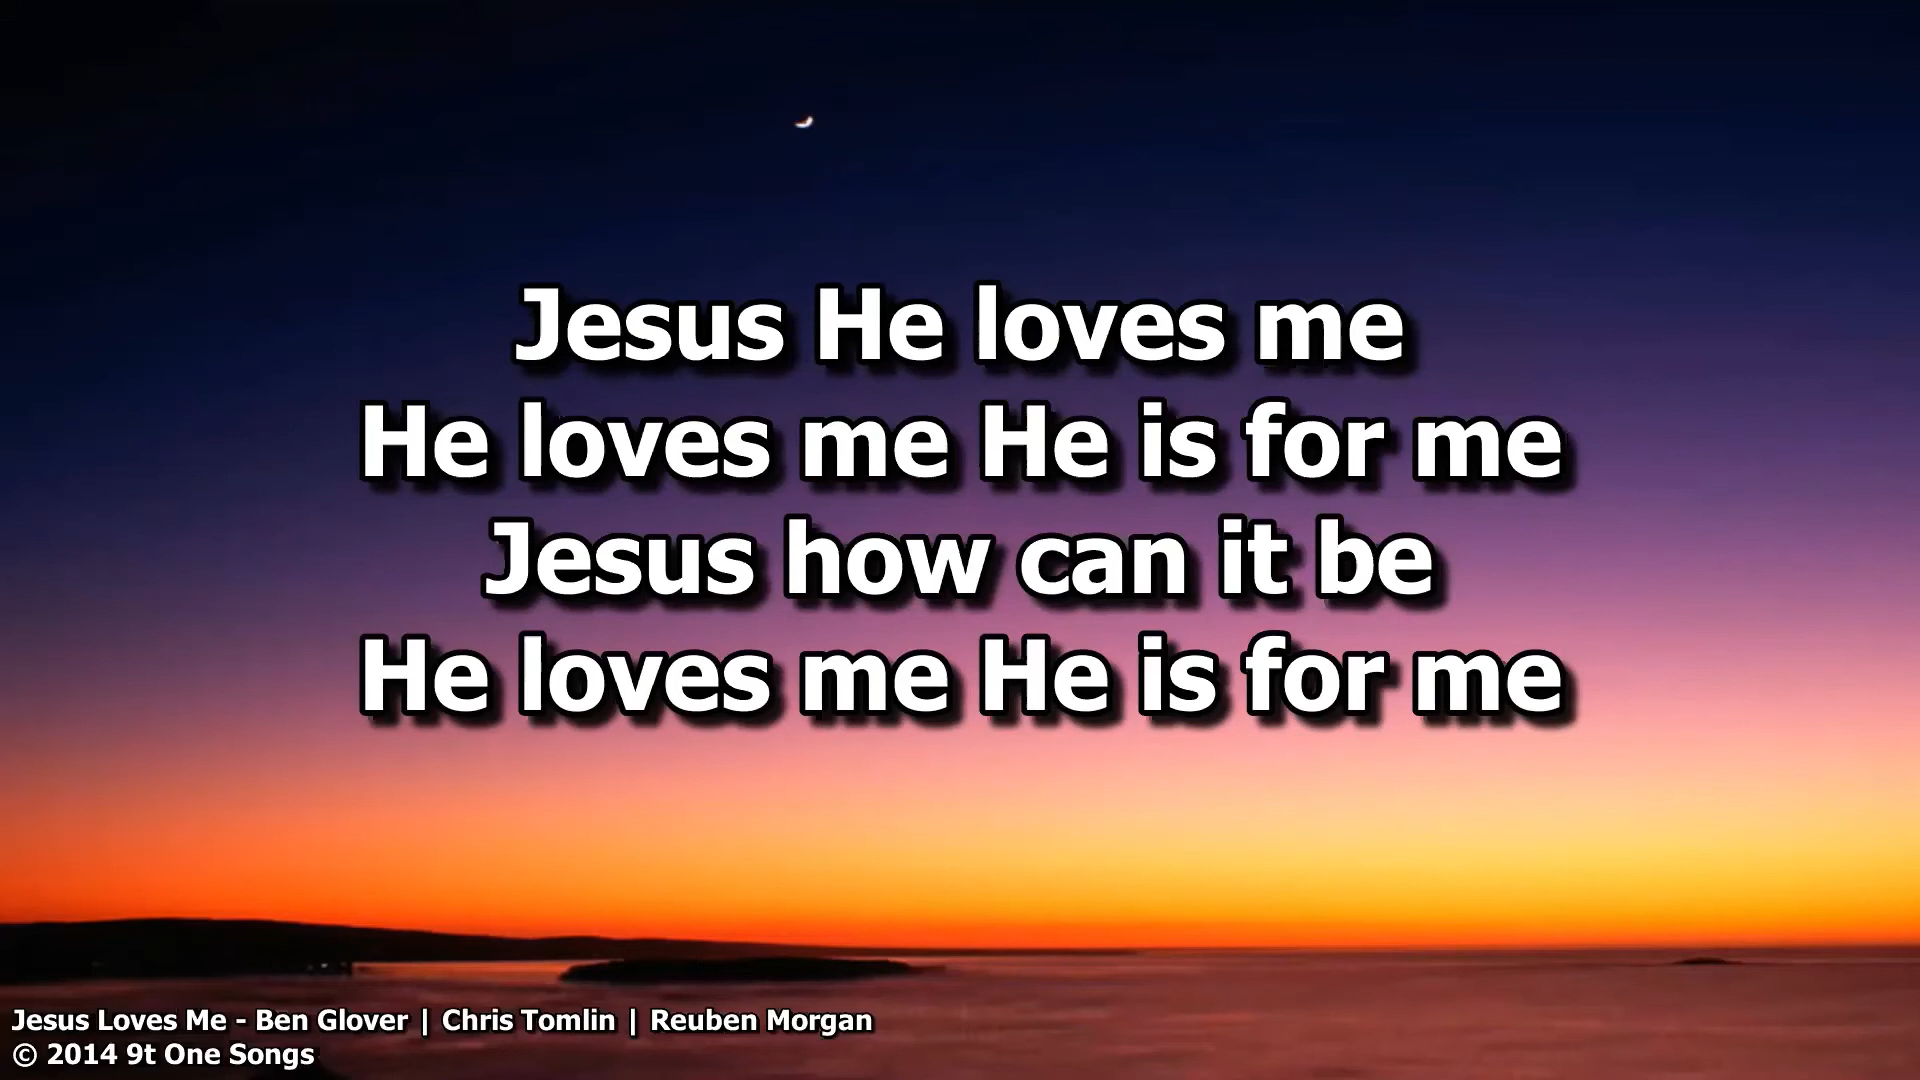 Jesus He loves me
He loves me He is for me
Jesus how can it be
He loves me He is for me
Jesus Loves Me - Ben Glover | Chris Tomlin | Reuben Morgan
© 2014 9t One Songs